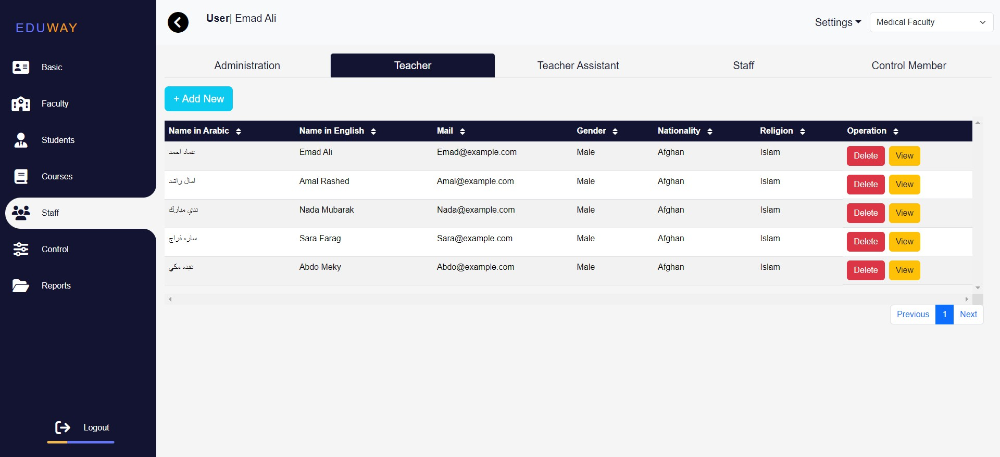 EDUWAY
Basic
Faculty
Students
Courses
Staff
Control
Reports
Logout
User| Emad Ali
Settings
Medical Faculty
Administration Teacher Teacher Assistant Staff Control Member
+ Add New
Name in Arabic Name in English Mail Gender Nationality Religion Operation
عماد احمد Emad Ali Emad@example.com Male Afghan Islam Delete View
امال راشد Amal Rashed Amal@example.com Male Afghan Islam Delete View
ندي مبارك Nada Mubarak Nada@example.com Male Afghan Islam Delete View
ساره فراج Sara Farag Sara@example.com Male Afghan Islam Delete View
عبده مكي Abdo Meky Abdo@example.com Male Afghan Islam Delete View
Previous 1 Next